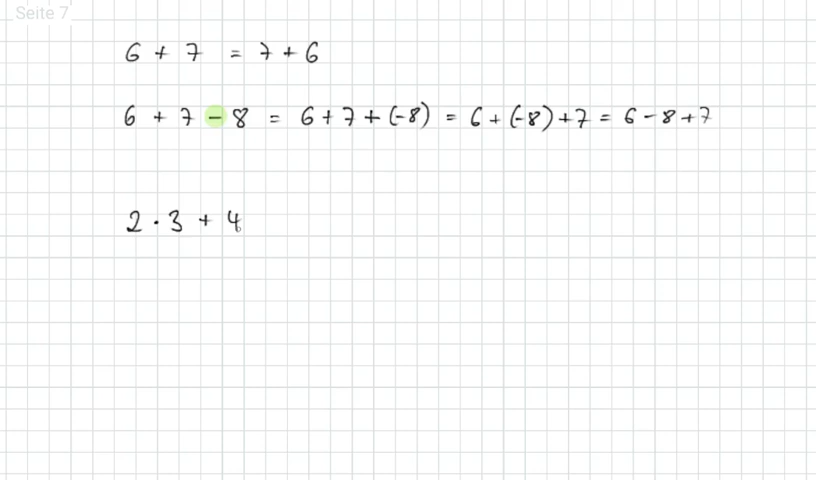 Seite 7
6 + 7 = 7 + 6
6 + 7 - 8 = 6 + 7 + (-8) = 6 + (-8) + 7 = 6 - 8 + 7
2 · 3 + 4